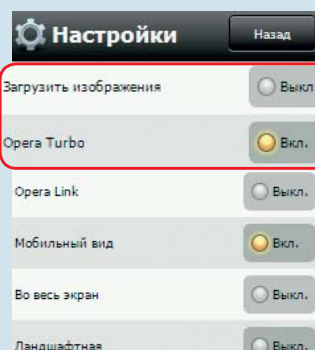 Настройки Назад
Загрузить изображения Выкл
Opera Turbo Вкл.
Opera Link Выкл.
Мобильный вид Вкл.
Во весь экран Выкл.
Ландшафтная Выкл.